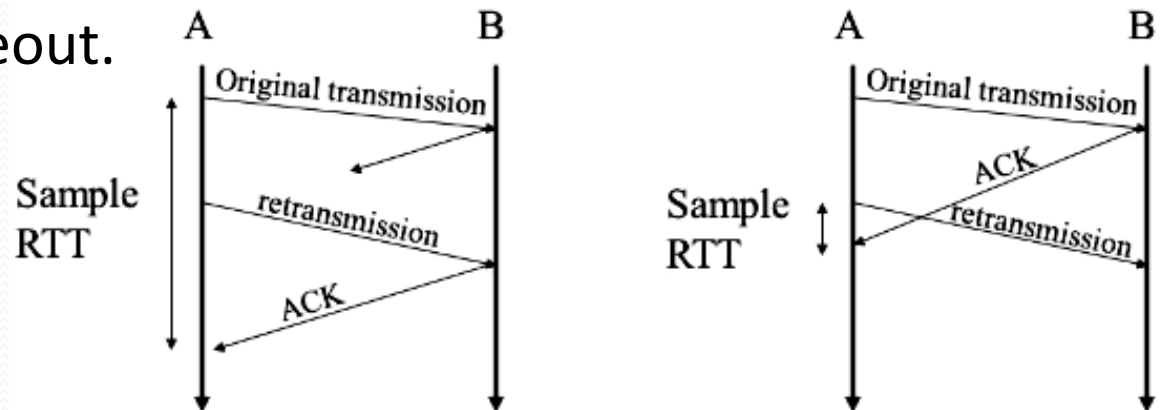 eout.
A
B
Original transmission
Sample
RTT
retransmission
ACK
A
B
Original transmission
ACK
Sample
RTT
retransmission